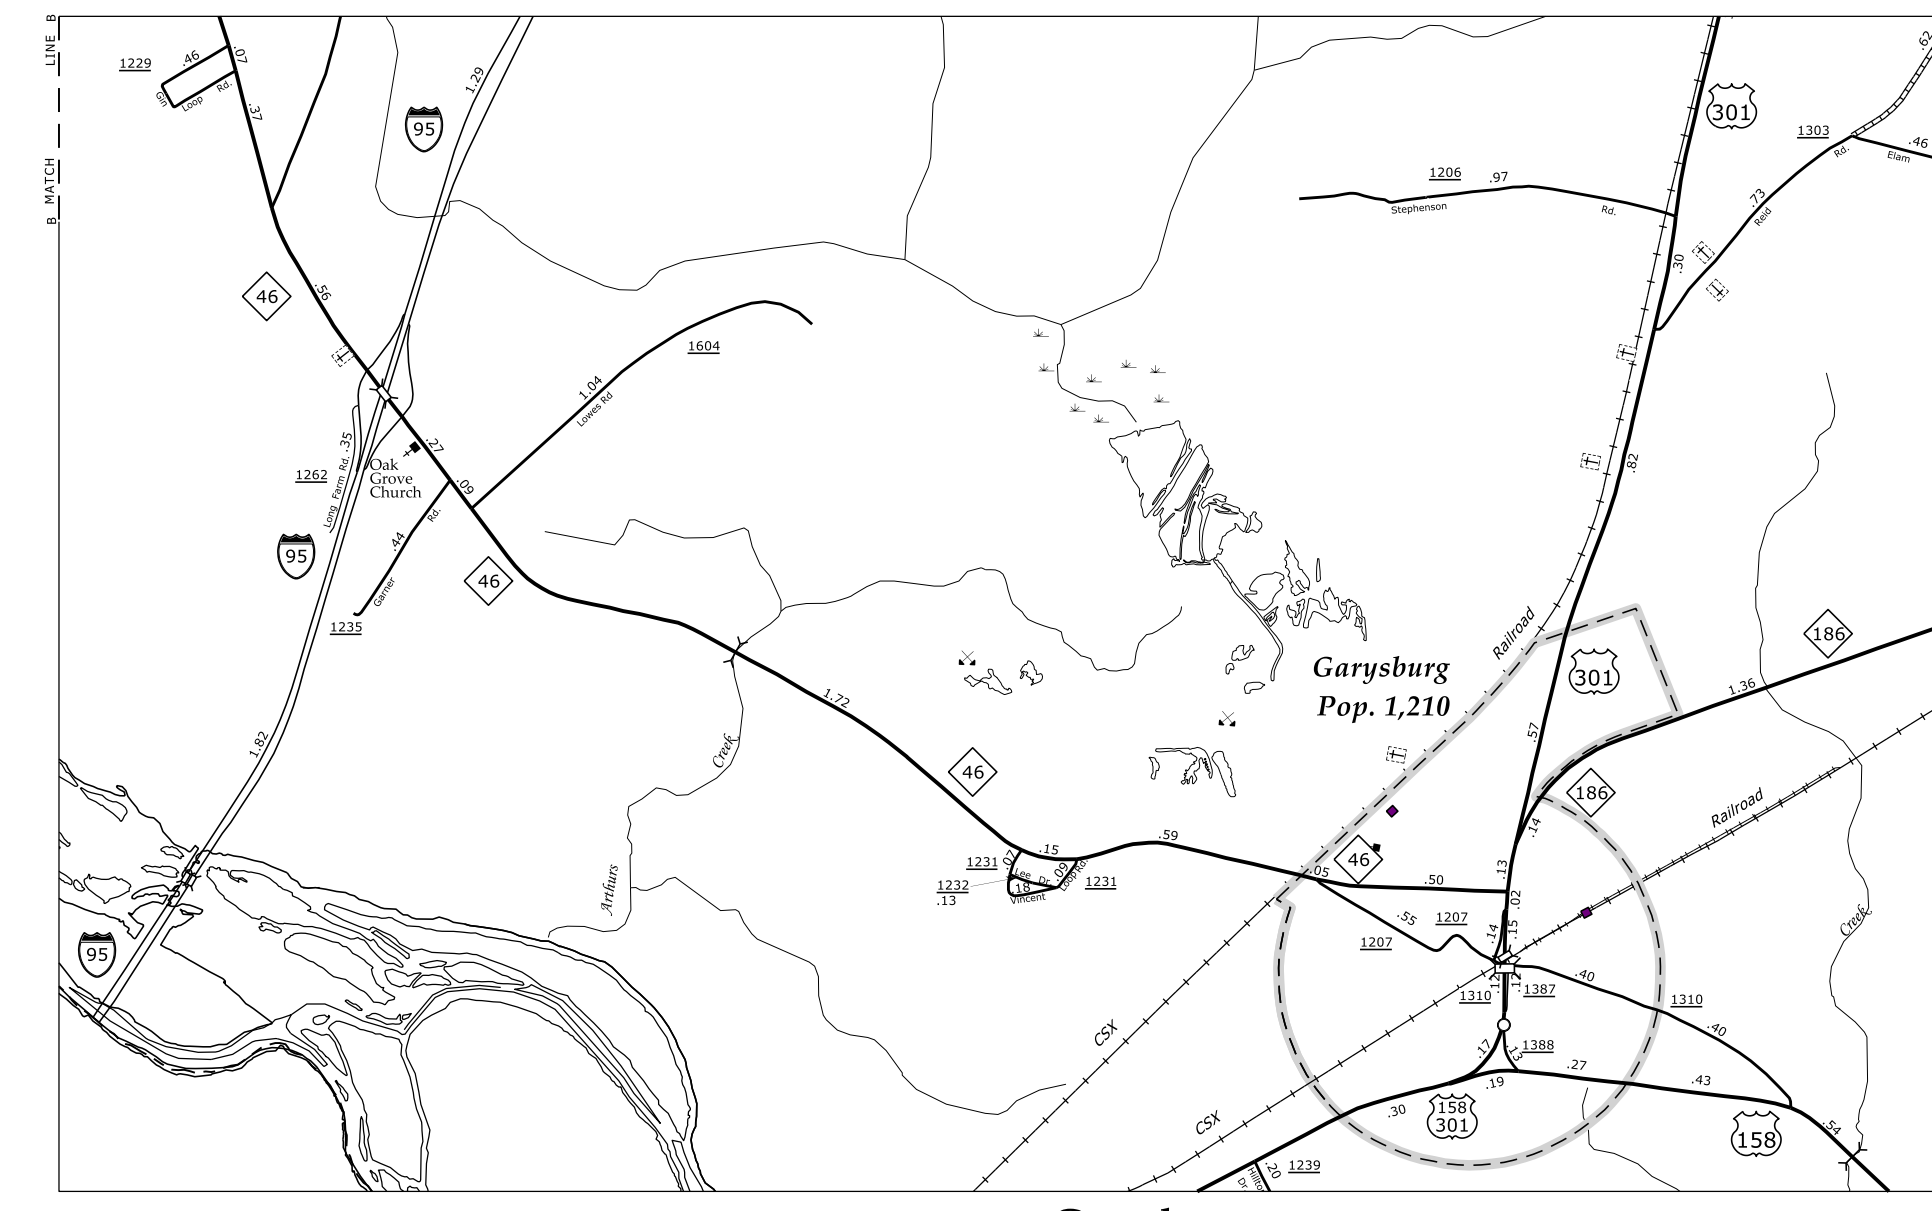 B
LINE
MATCH
B
1229
.46
.07
Gin
Loop
Rd.
.37
1.29
95
301
.62
1303
Rd.
.46
Elam
1206
.97
Stephenson
Rd.
.73
Reid
.30
46
.56
1604
1.04
Lowes Rd
.35
.27
1262
Long Farm Rd.
Oak
Grove
Church
.09
.82
95
.44
Rd.
Garner
46
1235
Railroad
186
Garysburg
Pop. 1,210
301
1.36
1.72
.57
1.82
Creek
46
186
Railroad
.14
.59
.15
.07
1231
Lee Dr.
.09
Loop Rd.
1231
1232
.13
.18
Vincent
46
.05
.50
.13
.02
Arthurs
.55
1207
1207
.14
.15
Creek
95
.40
.12
.12
1310
1387
1310
CSX
.40
.17
.13
1388
.27
.19
.43
CSX
.30
158
301
158
.54
1239
.20
Dr.